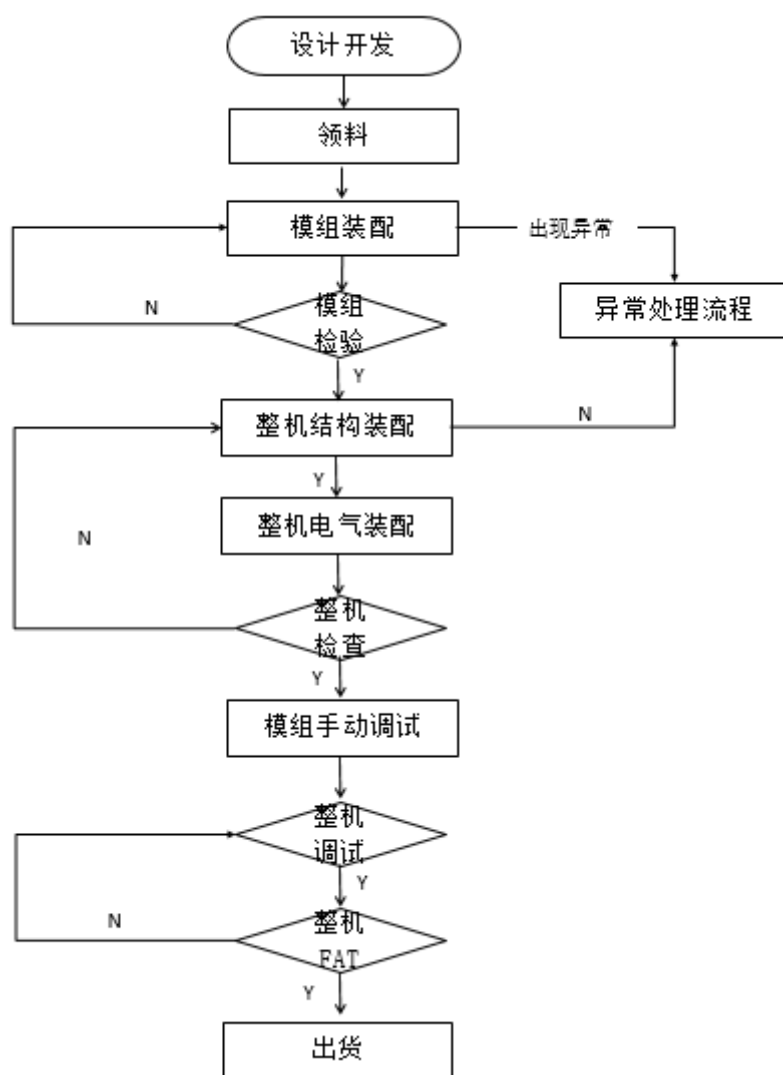 设计开发
领料
模组装配
出现异常
模组
检验
N
异常处理流程
Y
整机结构装配
N
Y
整机电气装配
N
整机
检查
Y
模组手动调试
整机
调试
Y
N
整机
FAT
Y
出货